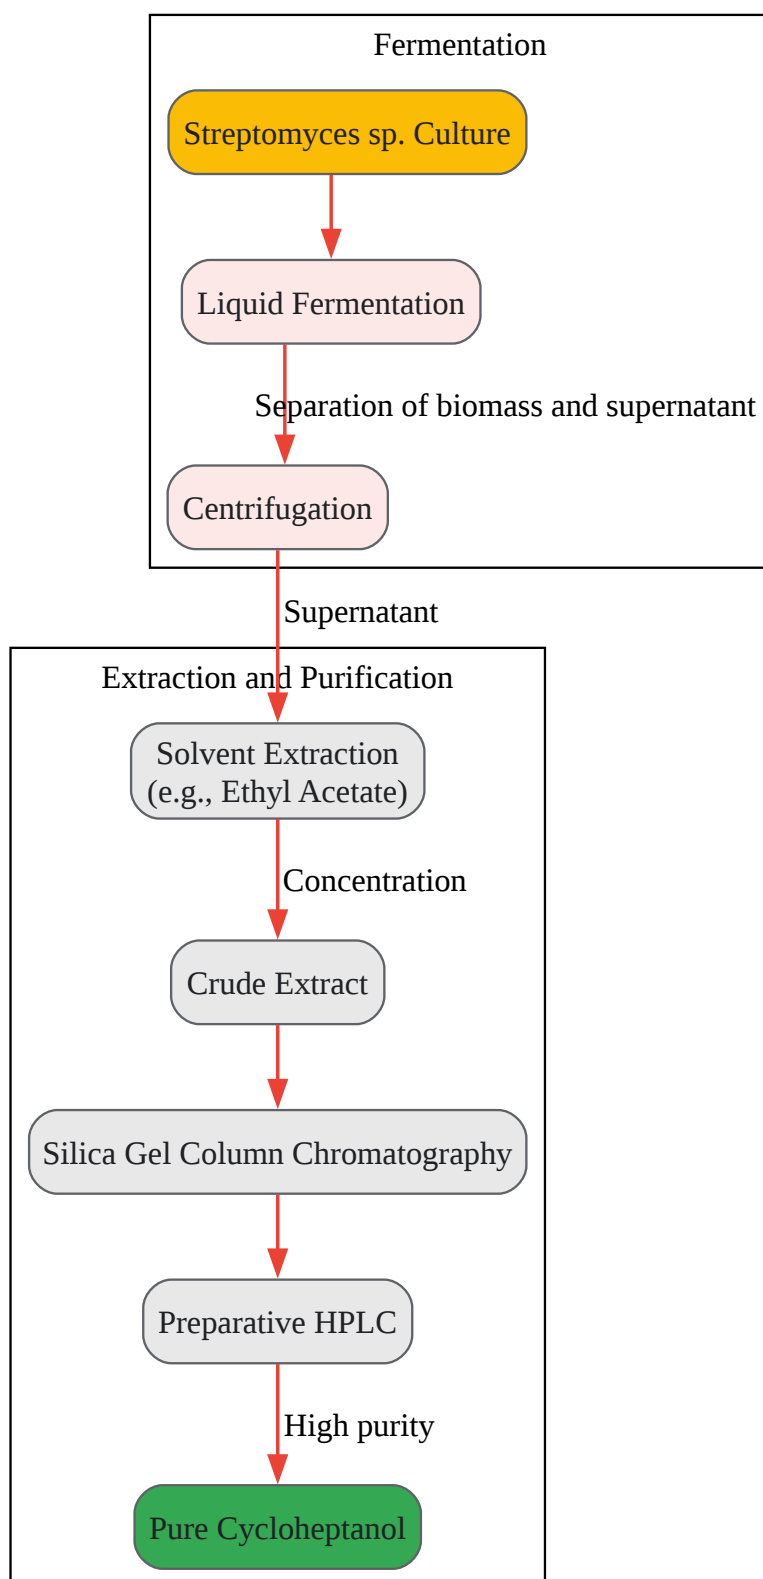 Fermentation
Streptomyces sp. Culture
Liquid Fermentation
Separation of biomass and supernatant
Centrifugation
Supernatant
Extraction and Purification
Solvent Extraction
(e.g., Ethyl Acetate)
Concentration
Crude Extract
Silica Gel Column Chromatography
Preparative HPLC
High purity
Pure Cycloheptanol